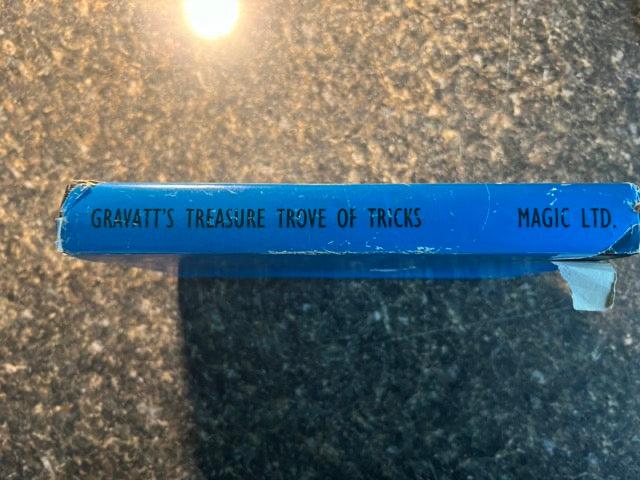 GRAVATT'S TREASURE TROVE OF TRICKS MAGIC LTD.